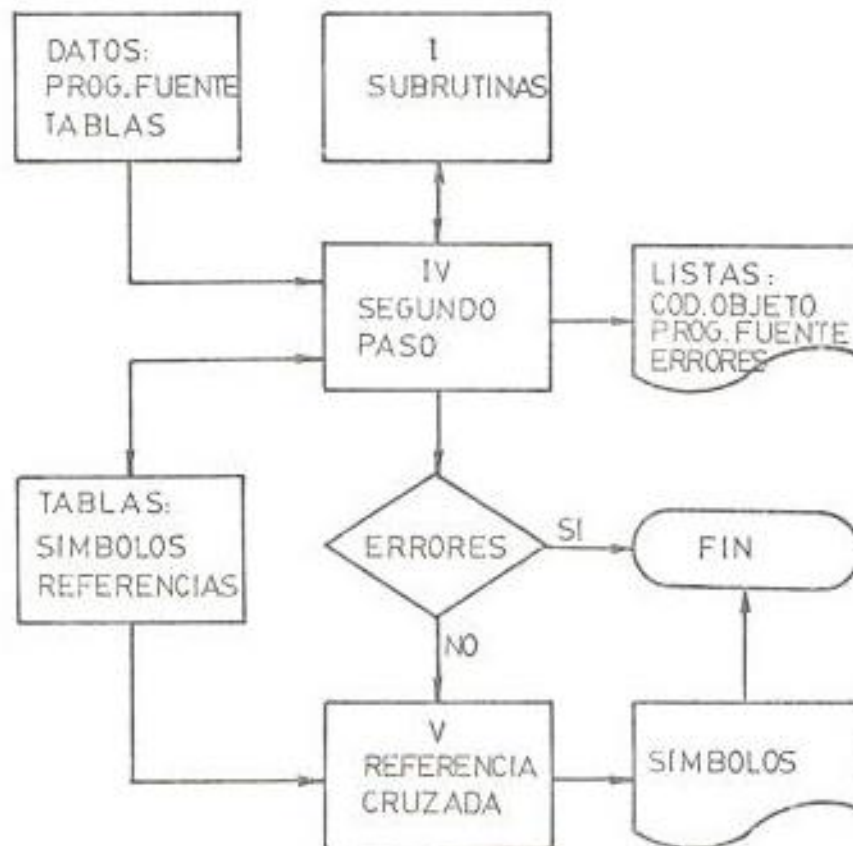 DATOS:
PROG.FUENTE
TABLAS
I
SUBRUTINAS
IV
SEGUNDO
PASO
LISTAS:
COD.OBJETO
PROG.FUENTE
ERRORES
TABLAS:
SIMBOLOS
REFERENCIAS
ERRORES
SI
FIN
NO
V
REFERENCIA
CRUZADA
SIMBOLOS